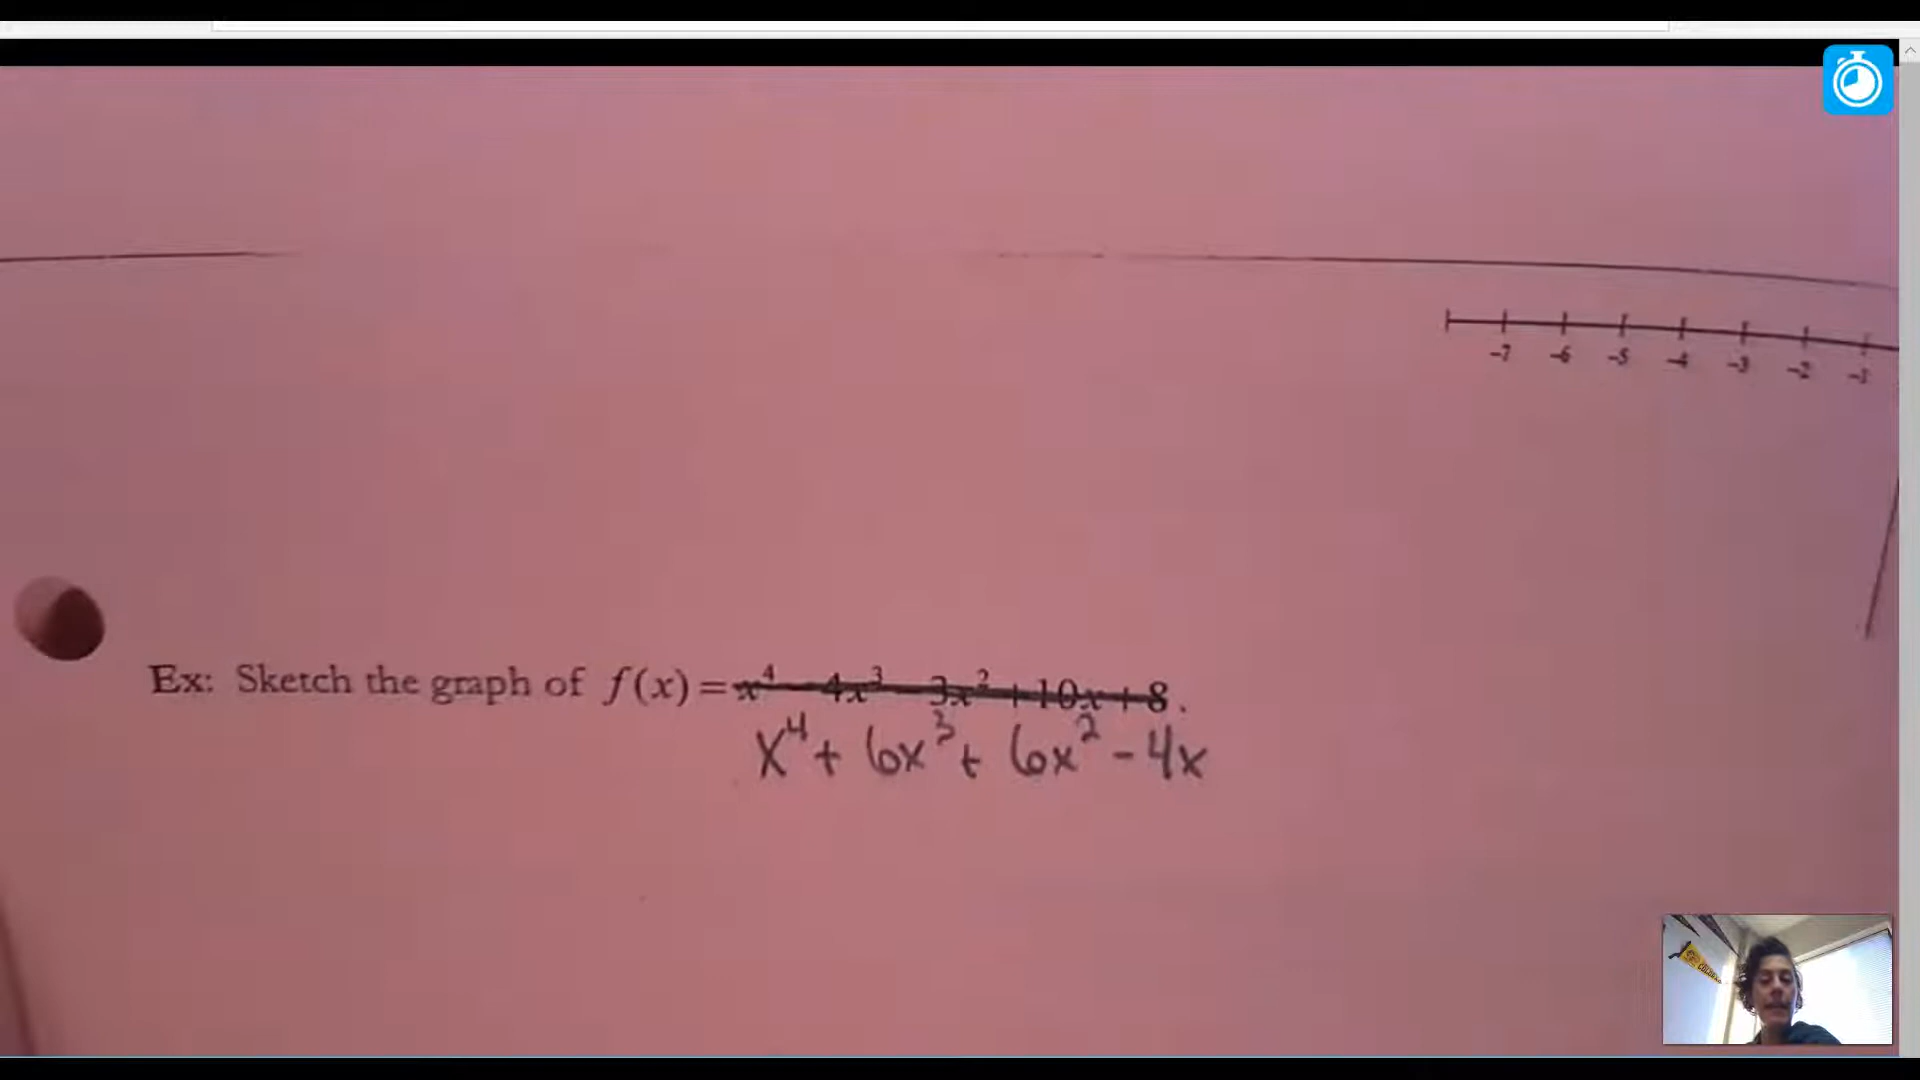 -7 -6 -5 -4 -3 -2 -1
Ex: Sketch the graph of f(x) = x⁴ - 4x³ - 3x² + 10x + 8.
x⁴ + 6x³ + 6x² - 4x